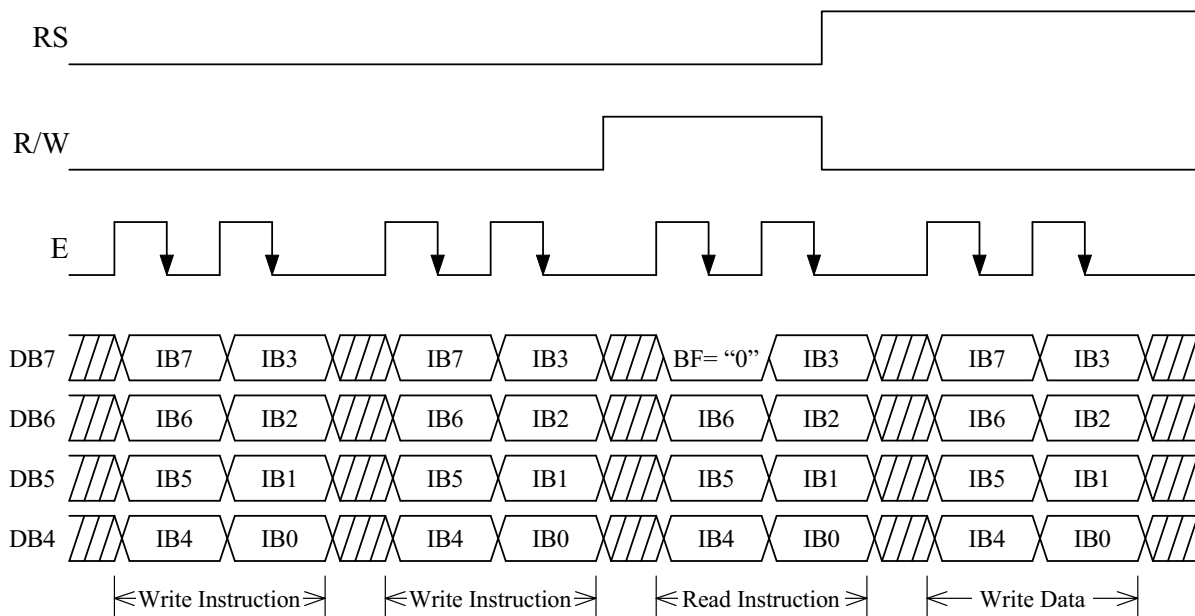 RS
R/W
E
DB7 IB7 IB3 IB7 IB3 BF= “0” IB3 IB7 IB3
DB6 IB6 IB2 IB6 IB2 IB6 IB2 IB6 IB2
DB5 IB5 IB1 IB5 IB1 IB5 IB1 IB5 IB1
DB4 IB4 IB0 IB4 IB0 IB4 IB0 IB4 IB0
Write Instruction Write Instruction Read Instruction Write Data